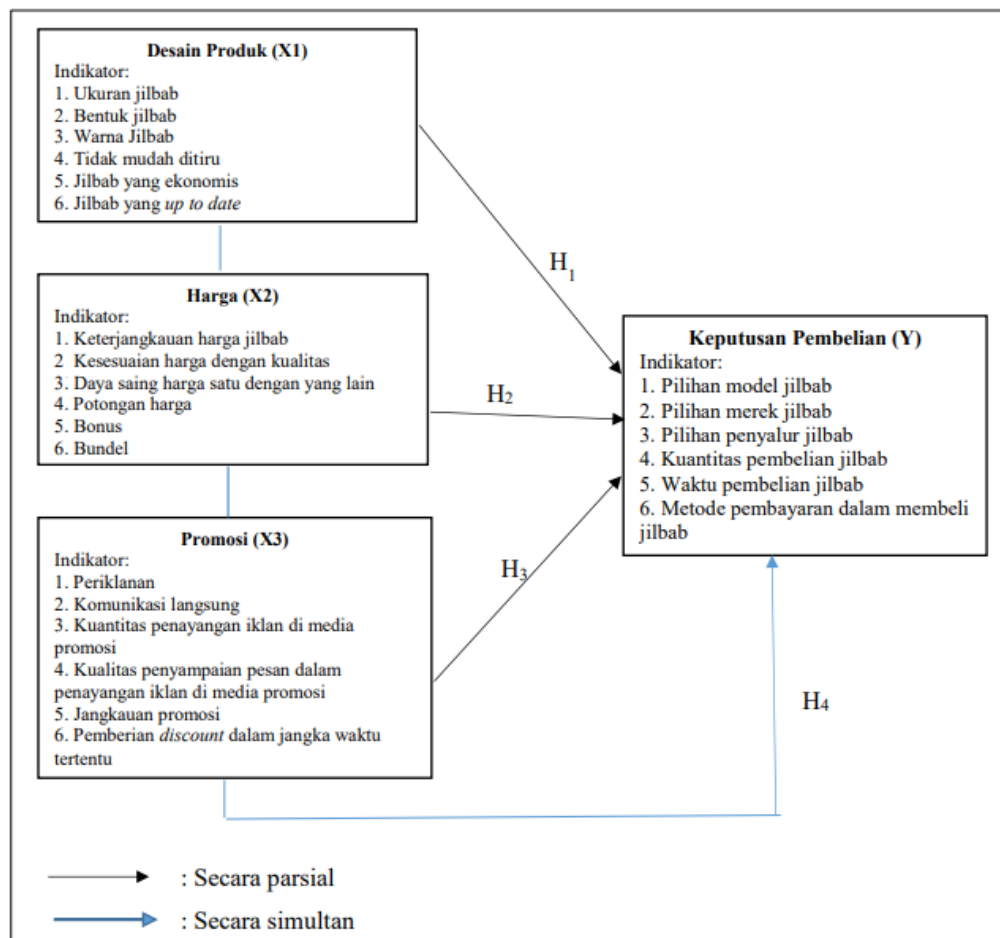 Desain Produk (X1)
Indikator:
1. Ukuran jilbab
2. Bentuk jilbab
3. Warna Jilbab
4. Tidak mudah ditiru
5. Jilbab yang ekonomis
6. Jilbab yang up to date
H1
Harga (X2)
Indikator:
1. Keterjangkauan harga jilbab
2 Kesesuaian harga dengan kualitas
3. Daya saing harga satu dengan yang lain
4. Potongan harga
5. Bonus
6. Bundel
H2
Keputusan Pembelian (Y)
Indikator:
1. Pilihan model jilbab
2. Pilihan merek jilbab
3. Pilihan penyalur jilbab
4. Kuantitas pembelian jilbab
5. Waktu pembelian jilbab
6. Metode pembayaran dalam membeli
jilbab
Promosi (X3)
Indikator:
1. Periklanan
2. Komunikasi langsung
3. Kuantitas penayangan iklan di media
promosi
4. Kualitas penyampaian pesan dalam
penayangan iklan di media promosi
5. Jangkauan promosi
6. Pemberian discount dalam jangka waktu
tertentu
H3
H4
: Secara parsial
: Secara simultan